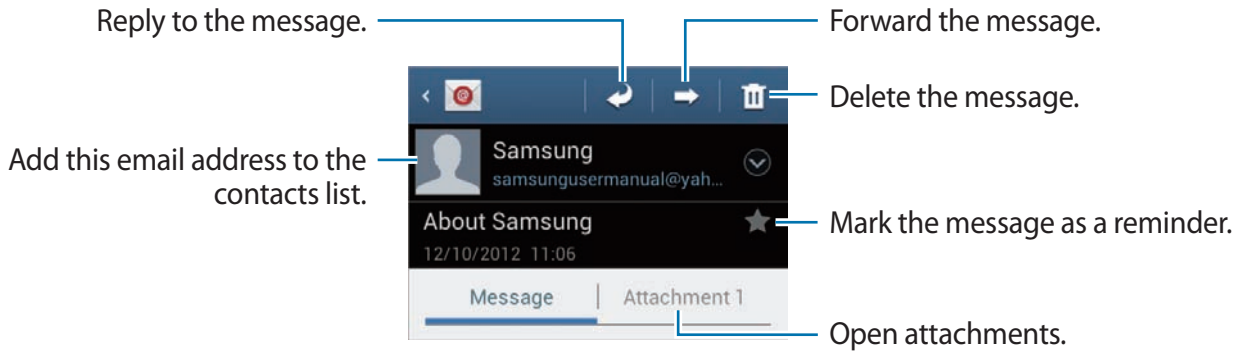 Reply to the message.
Forward the message.
Delete the message.
Add this email address to the
contacts list.
Samsung
samsungusermanual@yah...
About Samsung
12/10/2012 11:06
Mark the message as a reminder.
Message
Attachment 1
Open attachments.